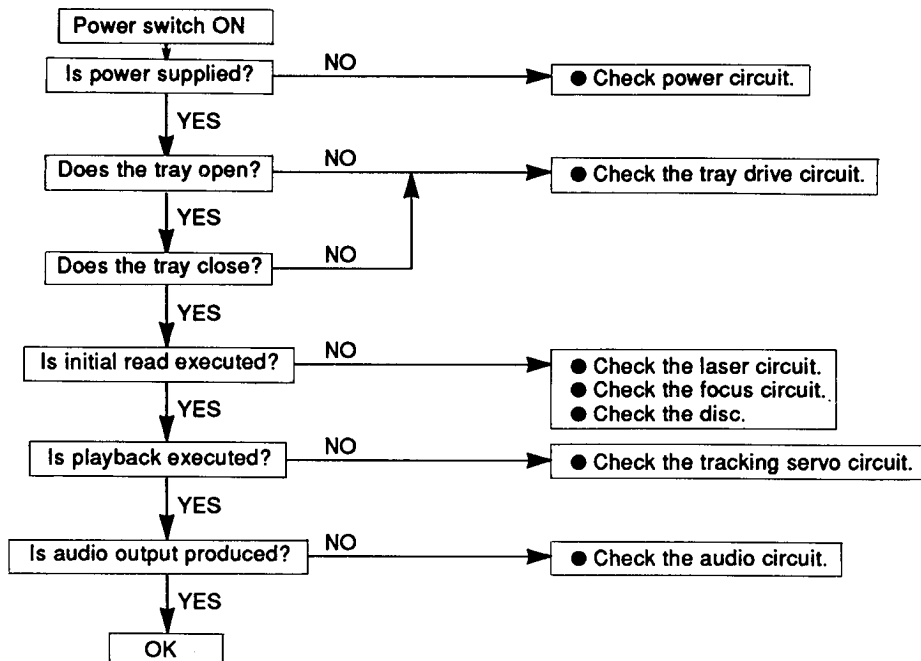 Power switch ON
Is power supplied?
NO
● Check power circuit.
YES
Does the tray open?
NO
● Check the tray drive circuit.
YES
Does the tray close?
NO
YES
Is initial read executed?
NO
● Check the laser circuit.
● Check the focus circuit.
● Check the disc.
YES
Is playback executed?
NO
● Check the tracking servo circuit.
YES
Is audio output produced?
NO
● Check the audio circuit.
YES
OK